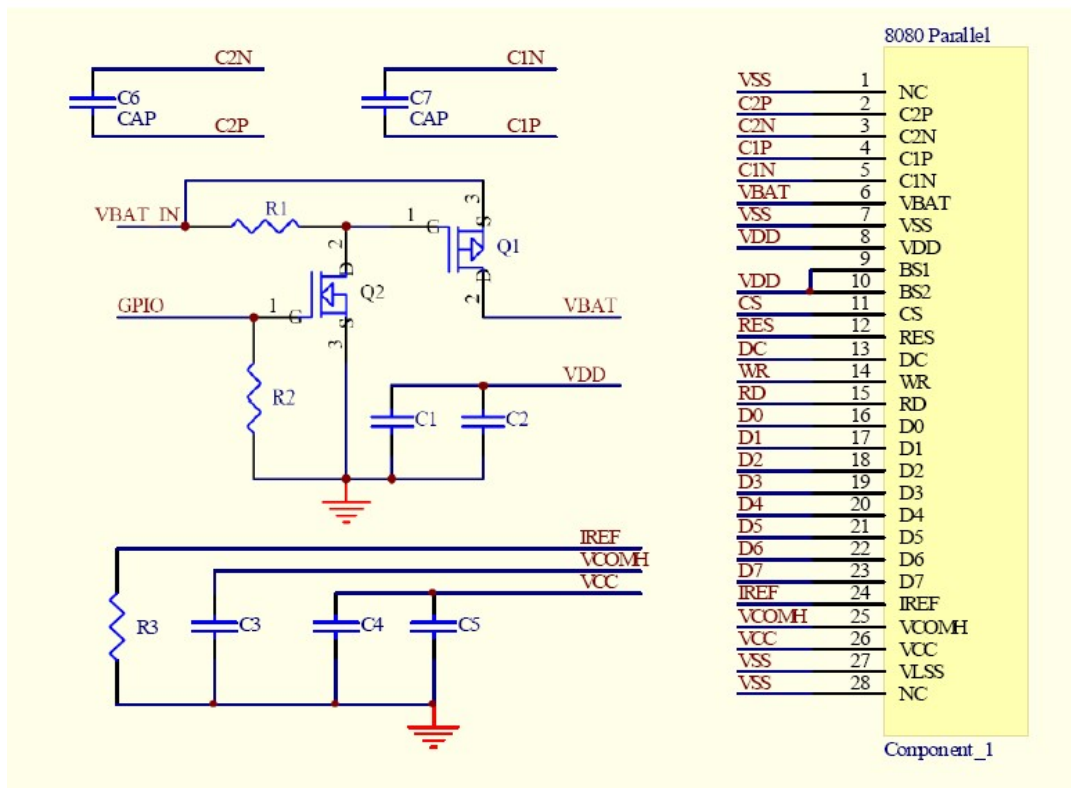 8080 Parallel
C2N
C6
CAP
C2P
C1N
C7
CAP
C1P
VBAT IN
R1
1
G
3
S
Q1
D
2
VBAT
2
D
Q2
GPIO
1
G
S
3
R2
VDD
C1
C2
IREF
VCOMH
VCC
R3
C3
C4
C5
VSS 1 NC
C2P 2 C2P
C2N 3 C2N
C1P 4 C1P
C1N 5 C1N
VBAT 6 VBAT
VSS 7 VSS
VDD 8 VDD
9 BS1
VDD 10 BS2
CS 11 CS
RES 12 RES
DC 13 DC
WR 14 WR
RD 15 RD
D0 16 D0
D1 17 D1
D2 18 D2
D3 19 D3
D4 20 D4
D5 21 D5
D6 22 D6
D7 23 D7
IREF 24 IREF
VCOMH 25 VCOMH
VCC 26 VCC
VSS 27 VLSS
VSS 28 NC
Component_1